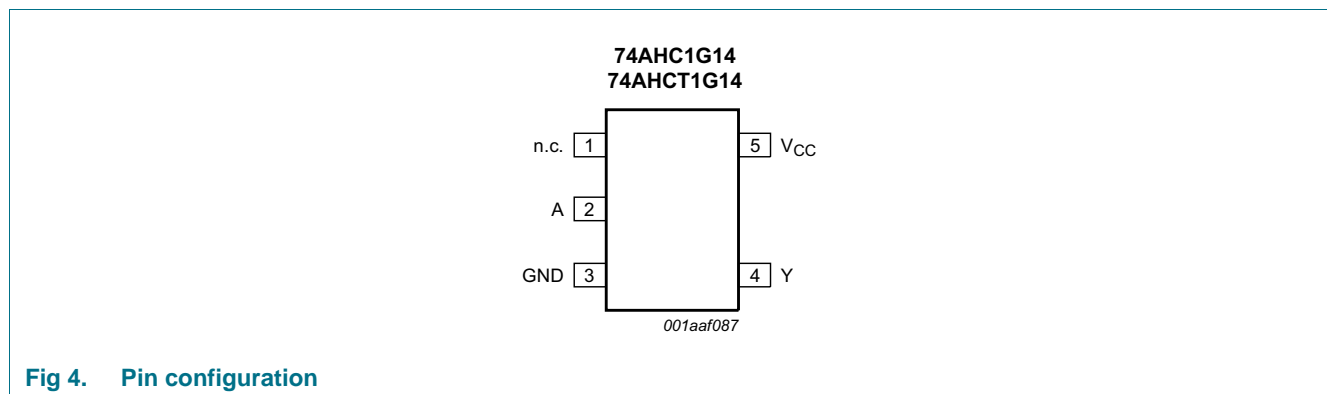 74AHC1G14
74AHCT1G14
n.c. 1
5 VCC
A 2
GND 3
4 Y
001aaf087
Fig 4. Pin configuration